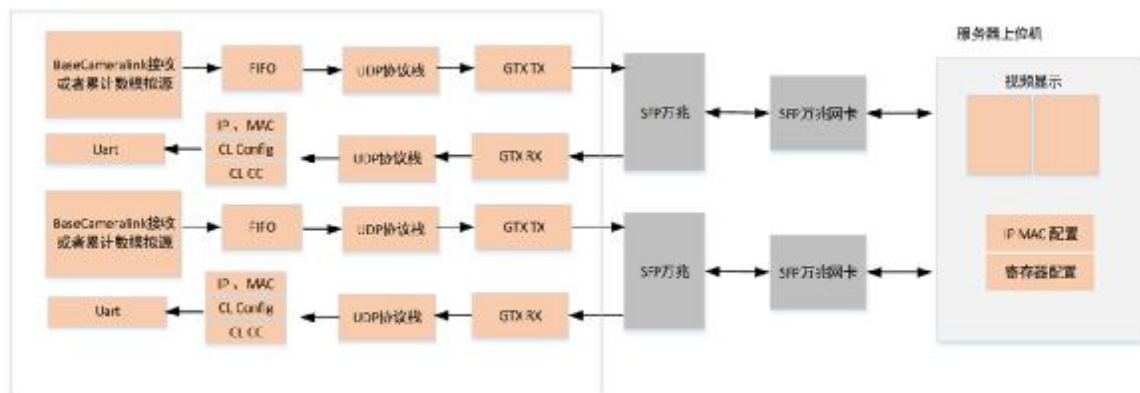 服务器上位机
BaseCameralink接收
或者累计数模拟源
FIFO
UDP协议栈
GTX TX
SFP万兆
SFP万兆网卡
视频显示
Uart
IP 、MAC
CL Config
CL CC
UDP协议栈
GTX RX
BaseCameralink接收
或者累计数模拟源
FIFO
UDP协议栈
GTX TX
SFP万兆
SFP万兆网卡
IP MAC 配置
寄存器配置
Uart
IP 、MAC
CL Config
CL CC
UDP协议栈
GTX RX